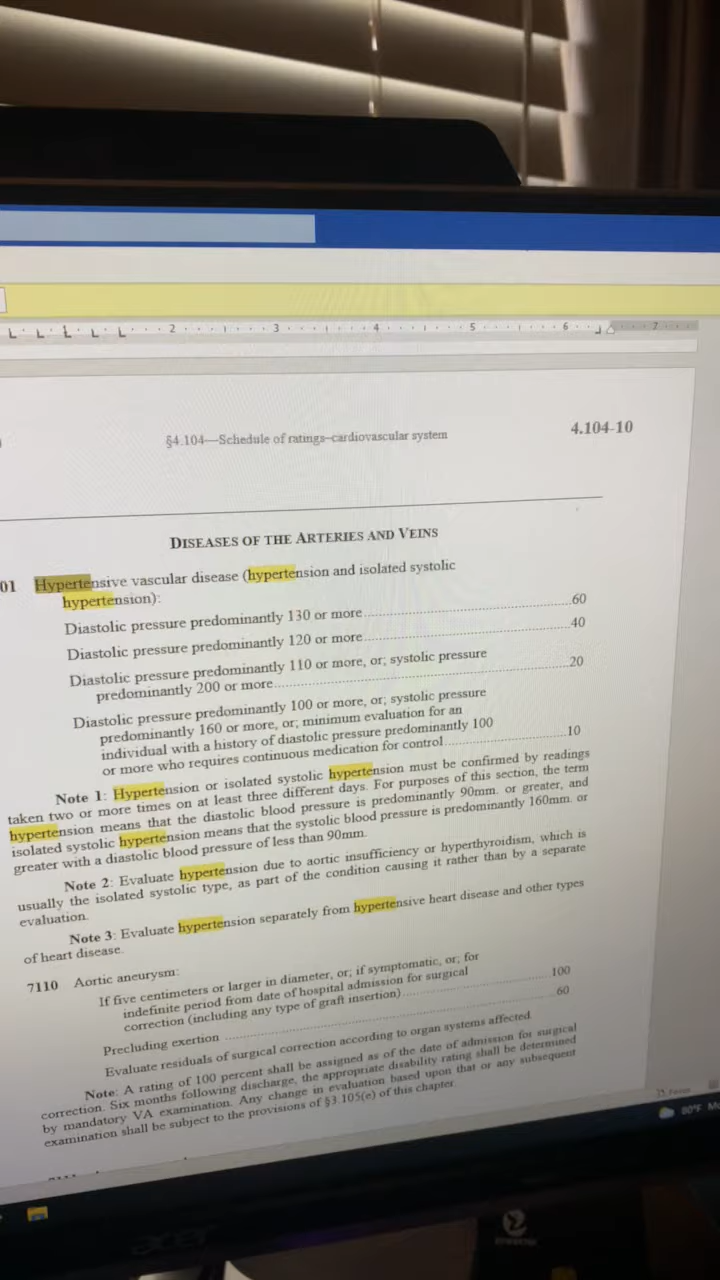 2 3 4 5 6 7
§4.104—Schedule of ratings–cardiovascular system 4.104-10
DISEASES OF THE ARTERIES AND VEINS
01 Hypertensive vascular disease (hypertension and isolated systolic
hypertension):
Diastolic pressure predominantly 130 or more 60
Diastolic pressure predominantly 120 or more 40
Diastolic pressure predominantly 110 or more, or; systolic pressure
predominantly 200 or more 20
Diastolic pressure predominantly 100 or more, or; systolic pressure
predominantly 160 or more, or; minimum evaluation for an
individual with a history of diastolic pressure predominantly 100
or more who requires continuous medication for control 10
Note 1: Hypertension or isolated systolic hypertension must be confirmed by readings
taken two or more times on at least three different days. For purposes of this section, the term
hypertension means that the diastolic blood pressure is predominantly 90mm. or greater, and
isolated systolic hypertension means that the systolic blood pressure is predominantly 160mm. or
greater with a diastolic blood pressure of less than 90mm.
Note 2: Evaluate hypertension due to aortic insufficiency or hyperthyroidism, which is
usually the isolated systolic type, as part of the condition causing it rather than by a separate
evaluation.
Note 3: Evaluate hypertension separately from hypertensive heart disease and other types
of heart disease.
7110 Aortic aneurysm:
If five centimeters or larger in diameter, or; if symptomatic, or; for
indefinite period from date of hospital admission for surgical
correction (including any type of graft insertion) 100
Precluding exertion 60
Evaluate residuals of surgical correction according to organ systems affected.
Note: A rating of 100 percent shall be assigned as of the date of admission for surgical
correction. Six months following discharge, the appropriate disability rating shall be determined
by mandatory VA examination. Any change in evaluation based upon that or any subsequent
examination shall be subject to the provisions of §3.105(e) of this chapter.
Focus
80°F
acer